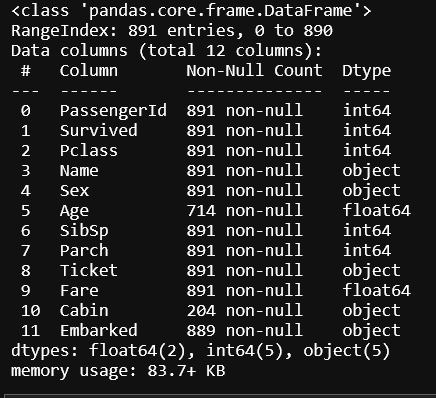 <class 'pandas.core.frame.DataFrame'>
RangeIndex: 891 entries, 0 to 890
Data columns (total 12 columns):
 #   Column       Non-Null Count  Dtype
---  ------       --------------  -----
 0   PassengerId  891 non-null    int64
 1   Survived     891 non-null    int64
 2   Pclass       891 non-null    int64
 3   Name         891 non-null    object
 4   Sex          891 non-null    object
 5   Age          714 non-null    float64
 6   SibSp        891 non-null    int64
 7   Parch        891 non-null    int64
 8   Ticket       891 non-null    object
 9   Fare         891 non-null    float64
 10  Cabin        204 non-null    object
 11  Embarked     889 non-null    object
dtypes: float64(2), int64(5), object(5)
memory usage: 83.7+ KB